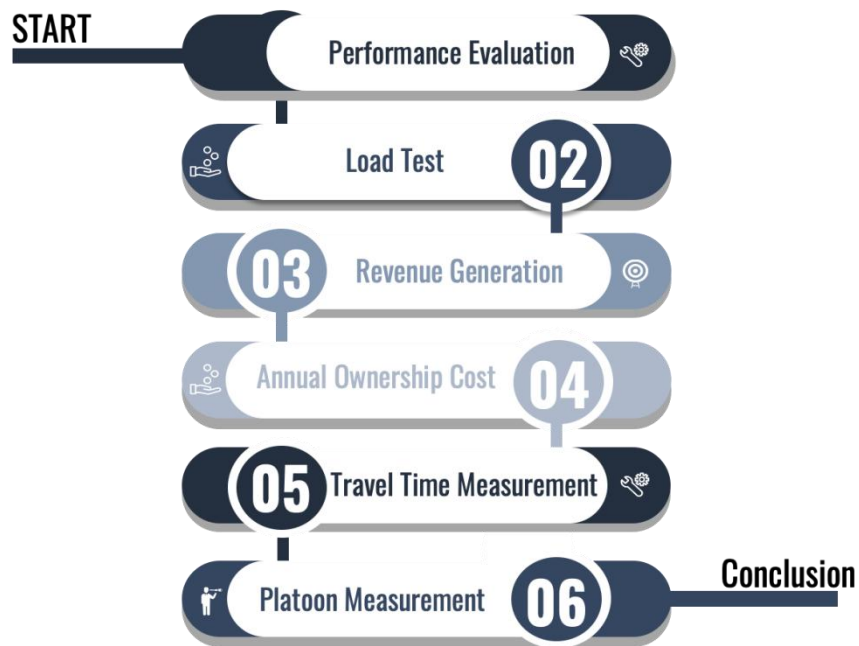 START
Performance Evaluation
Load Test
02
03
Revenue Generation
Annual Ownership Cost
04
05
Travel Time Measurement
Platoon Measurement
06
Conclusion